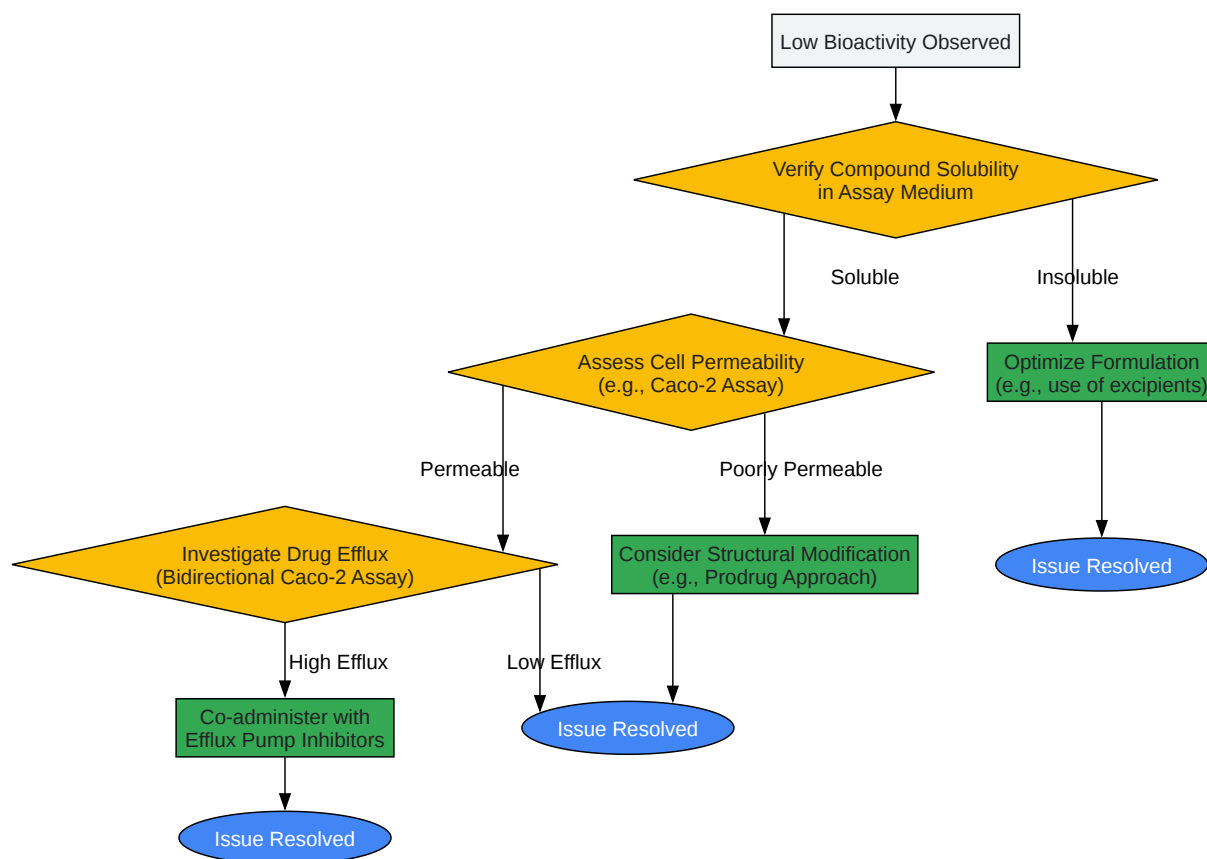 Low Bioactivity Observed
Verify Compound Solubility
in Assay Medium
Soluble
Insoluble
Assess Cell Permeability
(e.g., Caco-2 Assay)
Optimize Formulation
(e.g., use of excipients)
Permeable
Poorly Permeable
Investigate Drug Efflux
(Bidirectional Caco-2 Assay)
Consider Structural Modification
(e.g., Prodrug Approach)
Issue Resolved
High Efflux
Low Efflux
Co-administer with
Efflux Pump Inhibitors
Issue Resolved
Issue Resolved